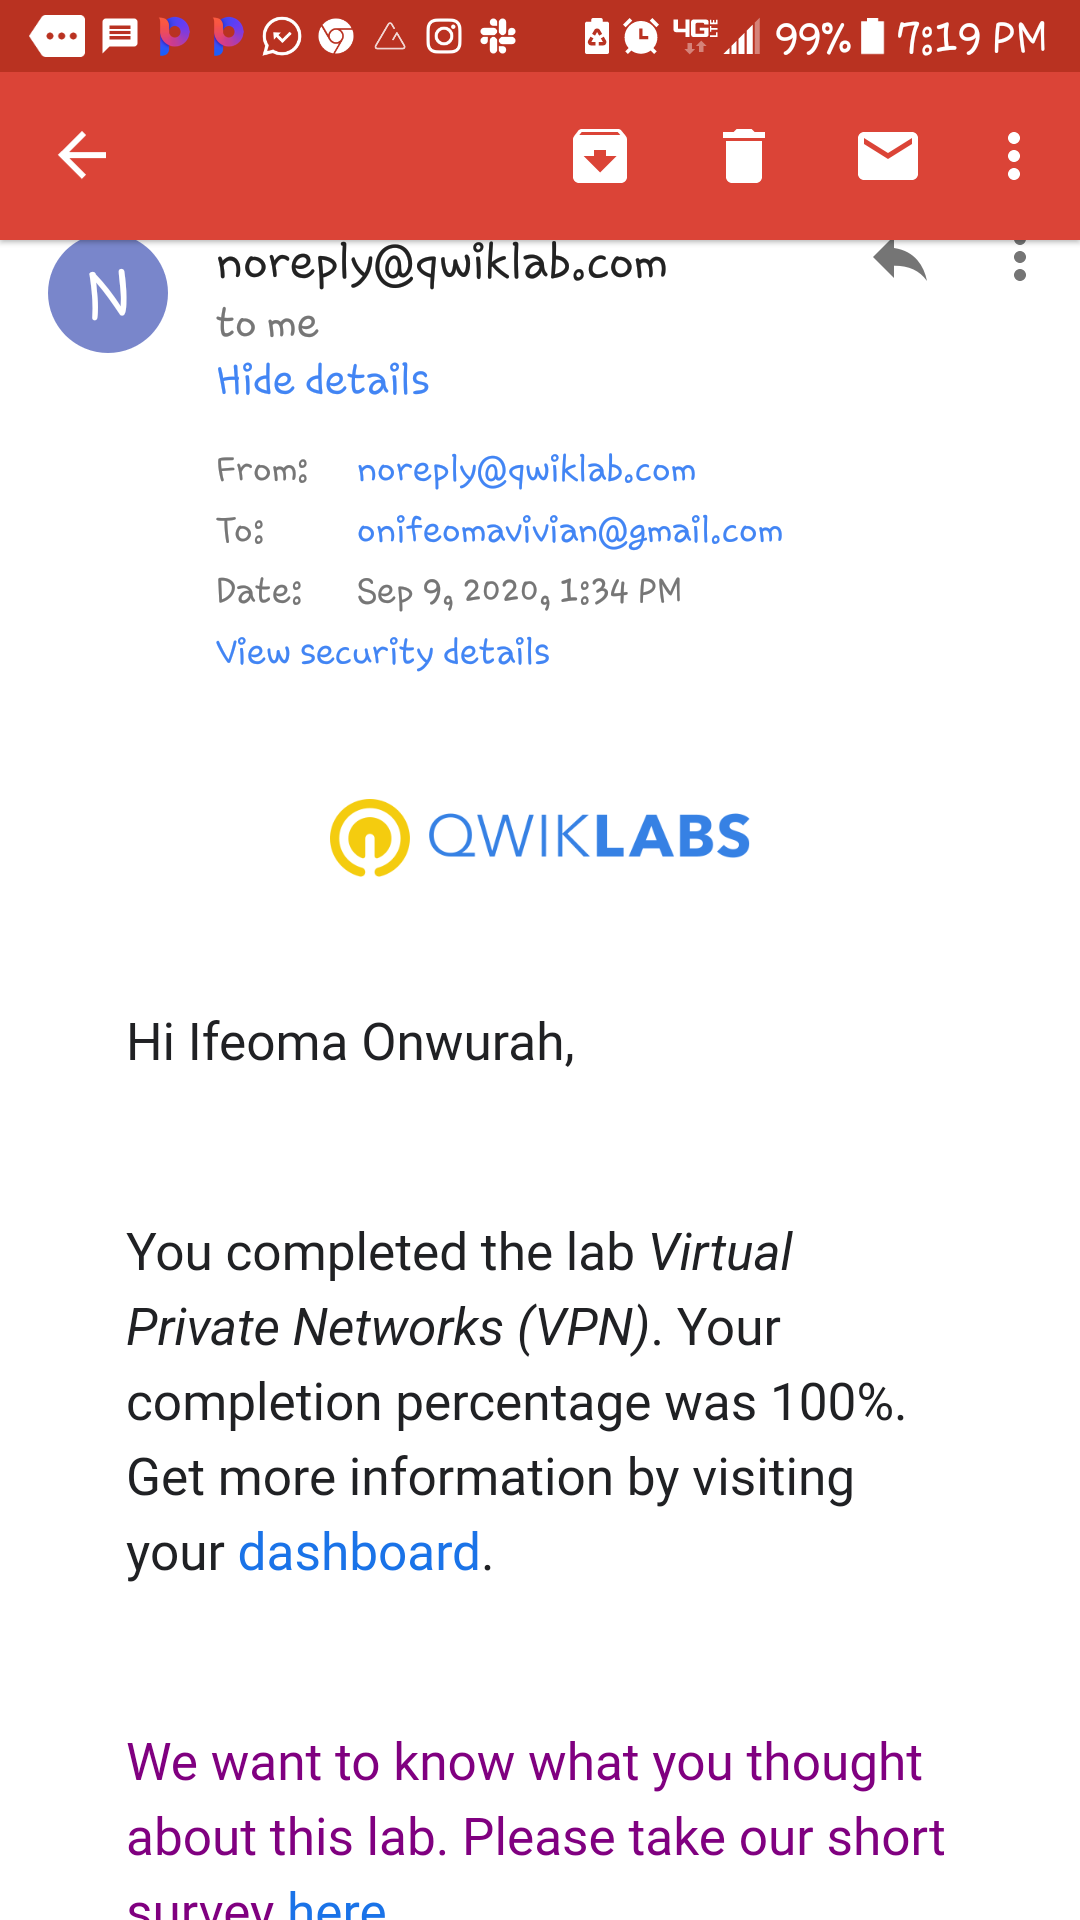 99% 7:19 PM
noreply@qwiklab.com
N
to me
Hide details
From: noreply@qwiklab.com
To: onifeomavivian@gmail.com
Date: Sep 9, 2020, 1:34 PM
View security details
QWIKLABS
Hi Ifeoma Onwurah,
You completed the lab Virtual
Private Networks (VPN). Your
completion percentage was 100%.
Get more information by visiting
your dashboard.
We want to know what you thought
about this lab. Please take our short
survey here